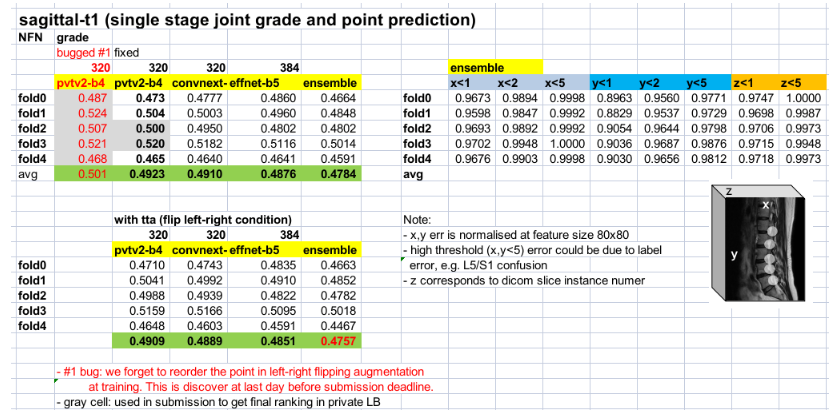 sagittal-t1 (single stage joint grade and point prediction)
NFN grade
bugged #1 fixed
320 320 320 384 ensemble
pvtv2-b4 pvtv2-b4 convnext- effnet-b5 ensemble x<1 x<2 x<5 y<1 y<2 y<5 z<1 z<5
fold0 0.487 0.473 0.4777 0.4860 0.4664 fold0 0.9673 0.9894 0.9998 0.8963 0.9560 0.9771 0.9747 1.0000
fold1 0.524 0.504 0.5003 0.4960 0.4848 fold1 0.9598 0.9847 0.9992 0.8829 0.9537 0.9729 0.9698 0.9987
fold2 0.507 0.500 0.4950 0.4802 0.4802 fold2 0.9693 0.9892 0.9992 0.9054 0.9644 0.9798 0.9706 0.9973
fold3 0.521 0.520 0.5182 0.5116 0.5014 fold3 0.9702 0.9948 1.0000 0.9036 0.9687 0.9876 0.9715 0.9948
fold4 0.468 0.465 0.4640 0.4641 0.4591 fold4 0.9676 0.9903 0.9998 0.9030 0.9656 0.9812 0.9718 0.9973
avg 0.501 0.4923 0.4910 0.4876 0.4784 avg
z
x
y
with tta (flip left-right condition) Note:
320 320 384 - x,y err is normalised at feature size 80x80
pvtv2-b4 convnext- effnet-b5 ensemble - high threshold (x,y<5) error could be due to label
fold0 0.4710 0.4743 0.4835 0.4663 error, e.g. L5/S1 confusion
fold1 0.5041 0.4992 0.4910 0.4852 - z corresponds to dicom slice instance numer
fold2 0.4988 0.4939 0.4822 0.4782
fold3 0.5159 0.5166 0.5095 0.5018
fold4 0.4648 0.4603 0.4591 0.4467
0.4909 0.4889 0.4851 0.4757
- #1 bug: we forget to reorder the point in left-right flipping augmentation
at training. This is discover at last day before submission deadline.
- gray cell: used in submission to get final ranking in private LB